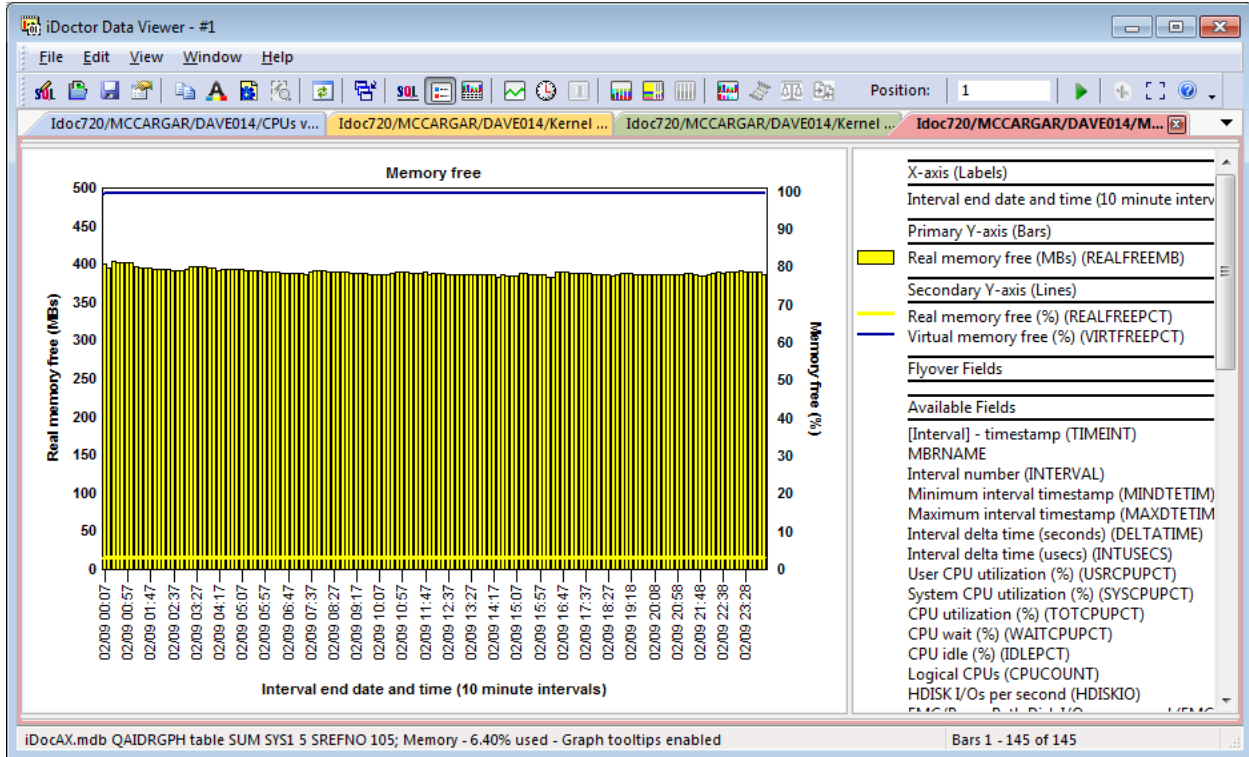 iDoctor Data Viewer - #1
File Edit View Window Help
SQL Position: 1
Idoc720/MCCARGAR/DAVE014/CPUs v... Idoc720/MCCARGAR/DAVE014/Kernel ... Idoc720/MCCARGAR/DAVE014/Kernel ... Idoc720/MCCARGAR/DAVE014/M...
Memory free
500
450
400
350
300
250
200
150
100
50
0
Real memory free (MBs)
100
90
80
70
60
50
40
30
20
10
0
Memory free (%)
02/09 00:07
02/09 00:57
02/09 01:47
02/09 02:37
02/09 03:27
02/09 04:17
02/09 05:07
02/09 05:57
02/09 06:47
02/09 07:37
02/09 08:27
02/09 09:17
02/09 10:07
02/09 10:57
02/09 11:47
02/09 12:37
02/09 13:27
02/09 14:17
02/09 15:07
02/09 15:57
02/09 16:47
02/09 17:37
02/09 18:27
02/09 19:18
02/09 20:08
02/09 20:58
02/09 21:48
02/09 22:38
02/09 23:28
Interval end date and time (10 minute intervals)
X-axis (Labels)
Interval end date and time (10 minute interv
Primary Y-axis (Bars)
Real memory free (MBs) (REALFREEMB)
Secondary Y-axis (Lines)
Real memory free (%) (REALFREEPCT)
Virtual memory free (%) (VIRTFREEPCT)
Flyover Fields
Available Fields
[Interval] - timestamp (TIMEINT)
MBRNAME
Interval number (INTERVAL)
Minimum interval timestamp (MINDTETIM)
Maximum interval timestamp (MAXDTETIM
Interval delta time (seconds) (DELTATIME)
Interval delta time (usecs) (INTUSECS)
User CPU utilization (%) (USRCPUPCT)
System CPU utilization (%) (SYSCPUPCT)
CPU utilization (%) (TOTCPUPCT)
CPU wait (%) (WAITCPUPCT)
CPU idle (%) (IDLEPCT)
Logical CPUs (CPUCOUNT)
HDISK I/Os per second (HDISKIO)
iDocAX.mdb QAIDRGPH table SUM SYS1 5 SREFNO 105; Memory - 6.40% used - Graph tooltips enabled
Bars 1 - 145 of 145